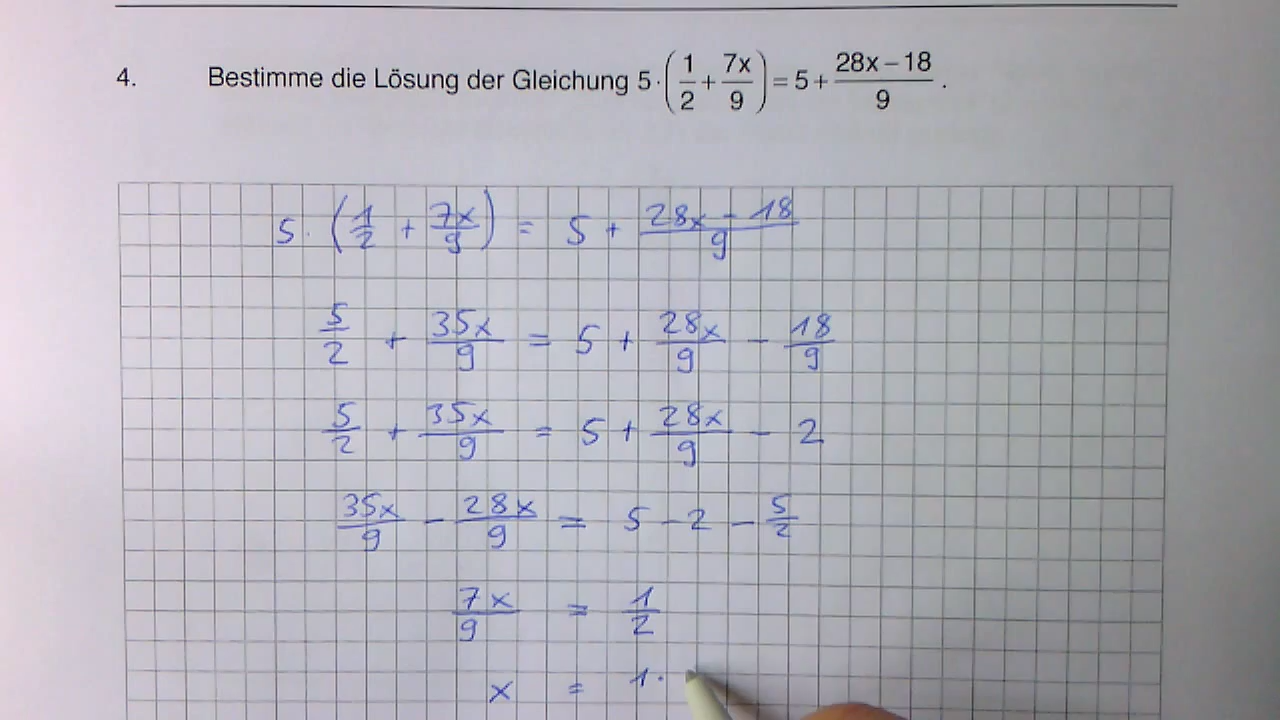 4. Bestimme die Lösung der Gleichung 5·(1/2 + 7x/9) = 5 + (28x − 18)/9 .
5 · (1/2 + 7x/9) = 5 + (28x − 18)/9
5/2 + 35x/9 = 5 + 28x/9 − 18/9
5/2 + 35x/9 = 5 + 28x/9 − 2
35x/9 − 28x/9 = 5 − 2 − 5/2
7x/9 = 1/2
x = 1·